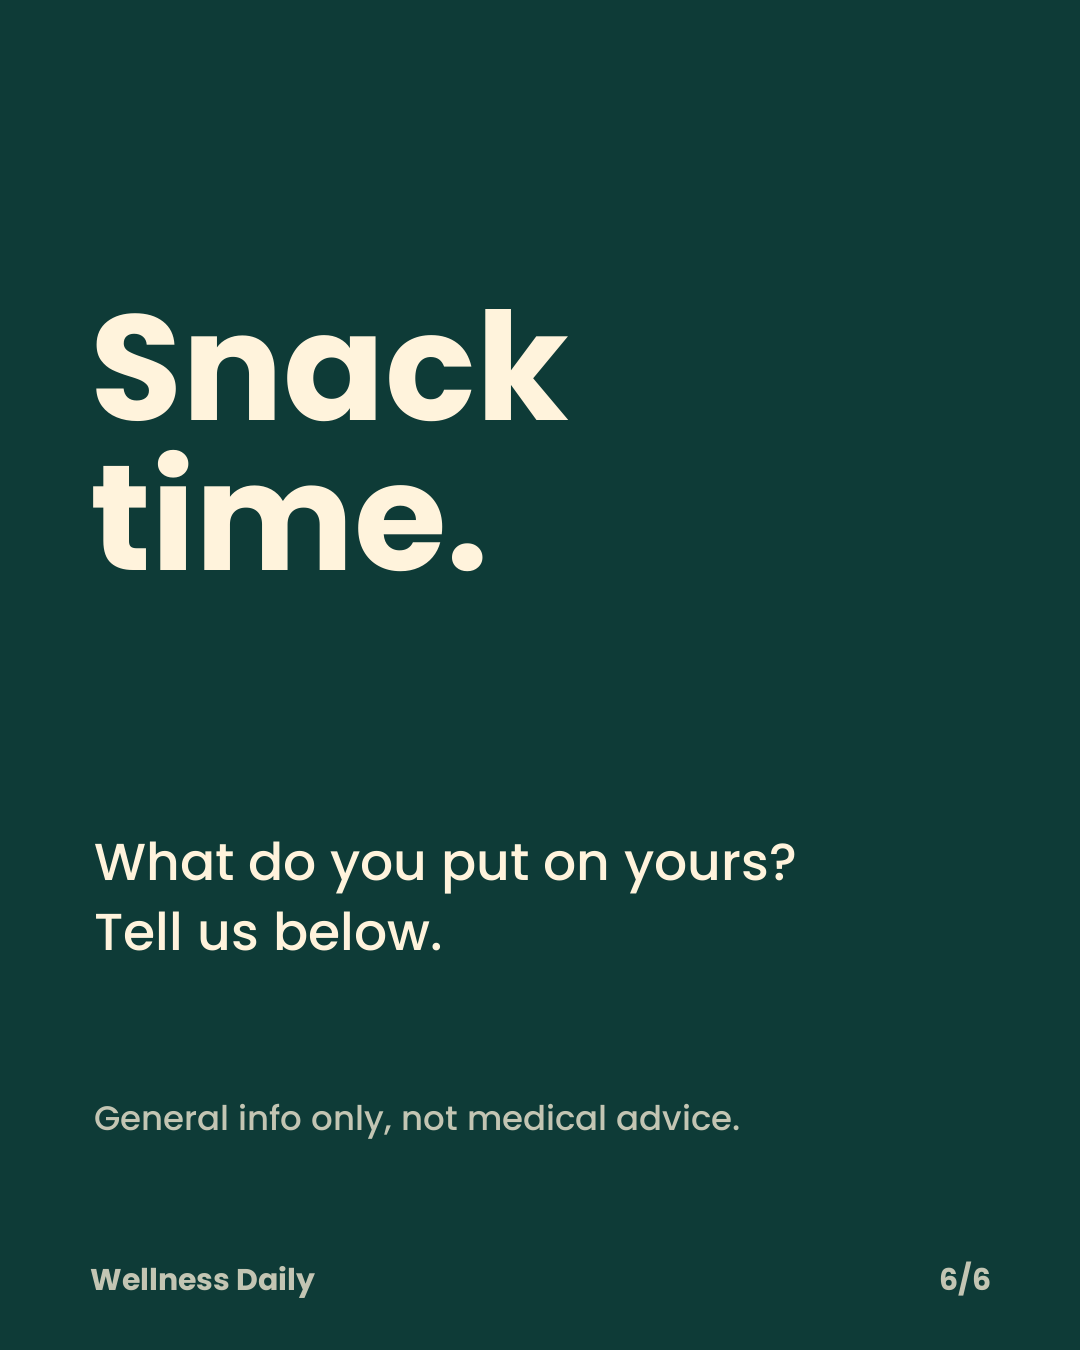 Snack
time.
What do you put on yours?
Tell us below.
General info only, not medical advice.
Wellness Daily
6/6